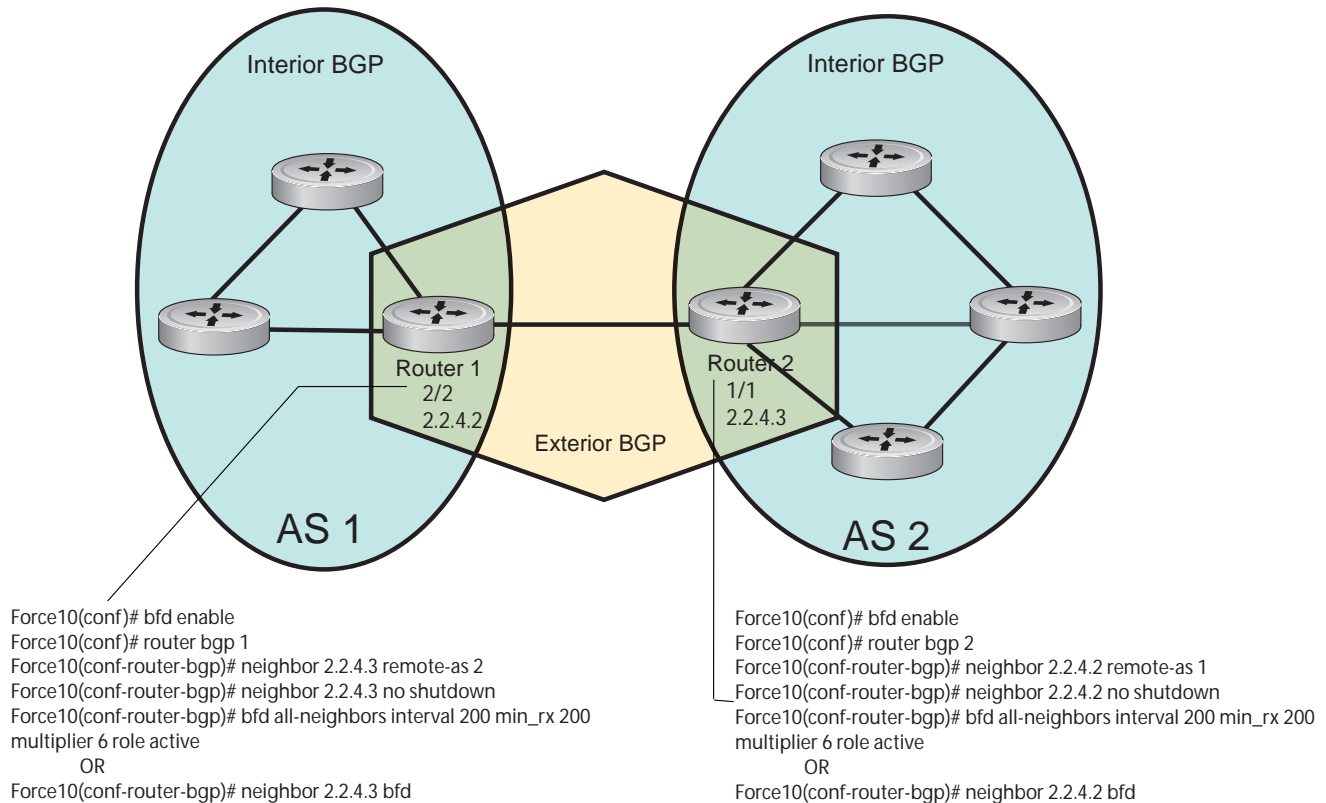 Interior BGP
Interior BGP
Router 1
2/2
2.2.4.2
Router 2
1/1
2.2.4.3
Exterior BGP
AS 1
AS 2
Force10(conf)# bfd enable
Force10(conf)# router bgp 1
Force10(conf-router-bgp)# neighbor 2.2.4.3 remote-as 2
Force10(conf-router-bgp)# neighbor 2.2.4.3 no shutdown
Force10(conf-router-bgp)# bfd all-neighbors interval 200 min_rx 200
multiplier 6 role active
OR
Force10(conf-router-bgp)# neighbor 2.2.4.3 bfd
Force10(conf)# bfd enable
Force10(conf)# router bgp 2
Force10(conf-router-bgp)# neighbor 2.2.4.2 remote-as 1
Force10(conf-router-bgp)# neighbor 2.2.4.2 no shutdown
Force10(conf-router-bgp)# bfd all-neighbors interval 200 min_rx 200
multiplier 6 role active
OR
Force10(conf-router-bgp)# neighbor 2.2.4.2 bfd